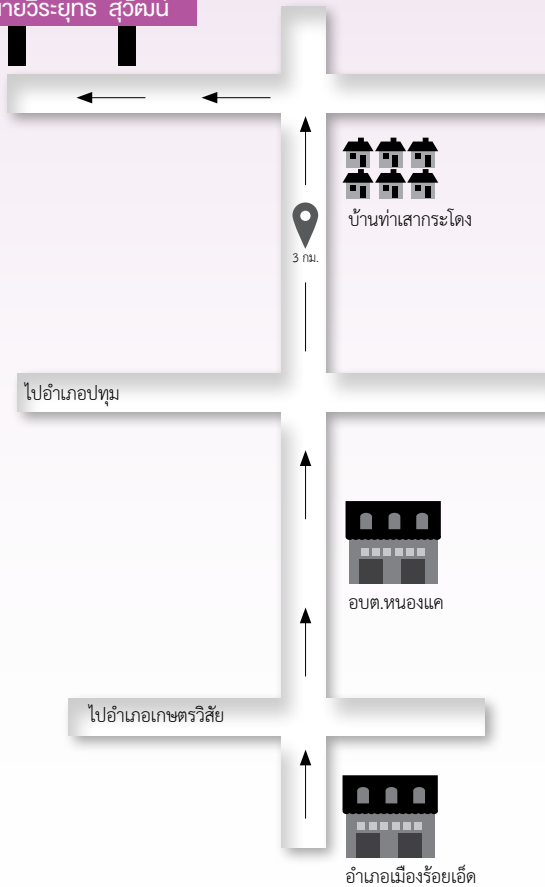 นายวีระยุทธ สุวัฒน์
บ้านท่าเสากระโดง
3 กม.
ไปอำเภอปทุม
อบต.หนองแค
ไปอำเภอเกษตรวิสัย
อำเภอเมืองร้อยเอ็ด